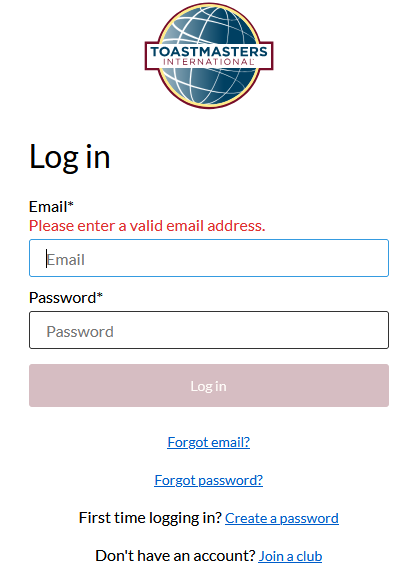 TOASTMASTERS
INTERNATIONAL
Log in
Email*
Please enter a valid email address.
Email
Password*
Password
Log in
Forgot email?
Forgot password?
First time logging in? Create a password
Don't have an account? Join a club